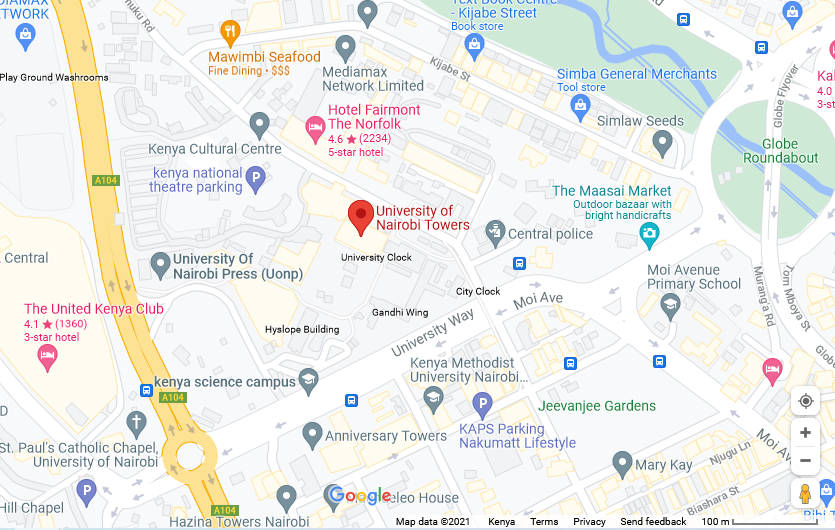 MEDIAMAX
NETWORK
Text Book Centre
- Kijabe Street
Book store
Mawimbi Seafood
Fine Dining • $$$
Play Ground Washrooms
Mediamax
Network Limited
Kijabe St
Simba General Merchants
Tool store
Globe Flyover
Kal
4.0
3-st
Hotel Fairmont
The Norfolk
4.6 ★ (2234)
5-star hotel
Simlaw Seeds
Kenya Cultural Centre
Globe
Roundabout
kenya national
theatre parking
A104
The Maasai Market
Outdoor bazaar with
bright handicrafts
University of
Nairobi Towers
Central police
University Clock
Central
University Of
Nairobi Press (Uonp)
Moi Avenue
Primary School
City Clock
Moi Ave
Murang'a Rd
Tom Mboya St
The United Kenya Club
4.1 ★ (1360)
3-star hotel
Gandhi Wing
Hyslope Building
University Way
Kenya Methodist
University Nairobi...
kenya science campus
A104
Jeevanjee Gardens
KAPS Parking
Nakumatt Lifestyle
Anniversary Towers
St. Paul's Catholic Chapel,
University of Nairobi
Moi Ave
Njugu Ln
Mary Kay
Biashara St
Hill Chapel
Google
leo House
A104
Hazina Towers Nairobi
Bihi T
Map data ©2021
Kenya
Terms
Privacy
Send feedback
100 m